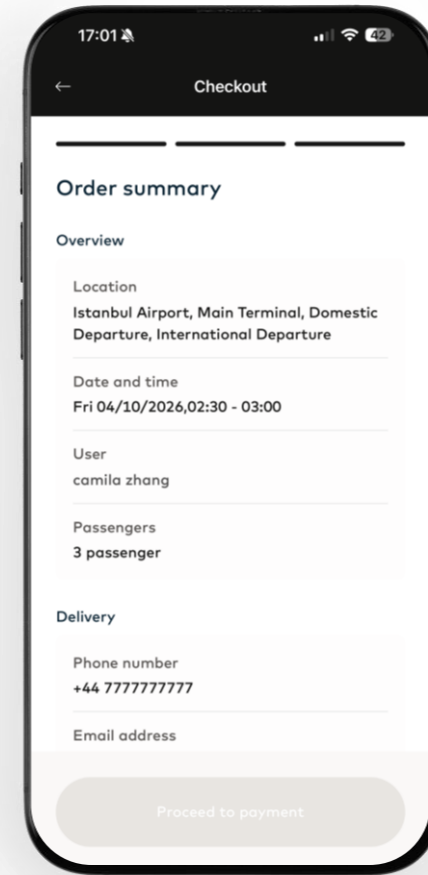 17:01
42
Checkout
Order summary
Overview
Location
Istanbul Airport, Main Terminal, Domestic
Departure, International Departure
Date and time
Fri 04/10/2026,02:30 - 03:00
User
camila zhang
Passengers
3 passenger
Delivery
Phone number
+44 7777777777
Email address
Proceed to payment